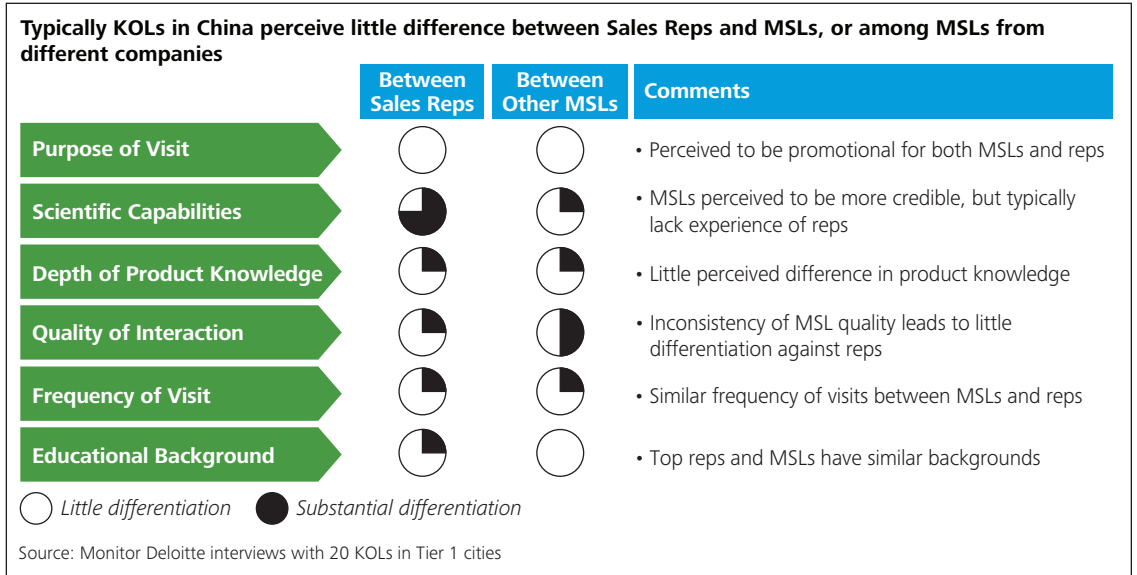 Typically KOLs in China perceive little difference between Sales Reps and MSLs, or among MSLs from
different companies
Between
Sales Reps
Between
Other MSLs
Comments
Purpose of Visit
• Perceived to be promotional for both MSLs and reps
Scientific Capabilities
• MSLs perceived to be more credible, but typically
lack experience of reps
Depth of Product Knowledge
• Little perceived difference in product knowledge
Quality of Interaction
• Inconsistency of MSL quality leads to little
differentiation against reps
Frequency of Visit
• Similar frequency of visits between MSLs and reps
Educational Background
• Top reps and MSLs have similar backgrounds
Little differentiation
Substantial differentiation
Source: Monitor Deloitte interviews with 20 KOLs in Tier 1 cities